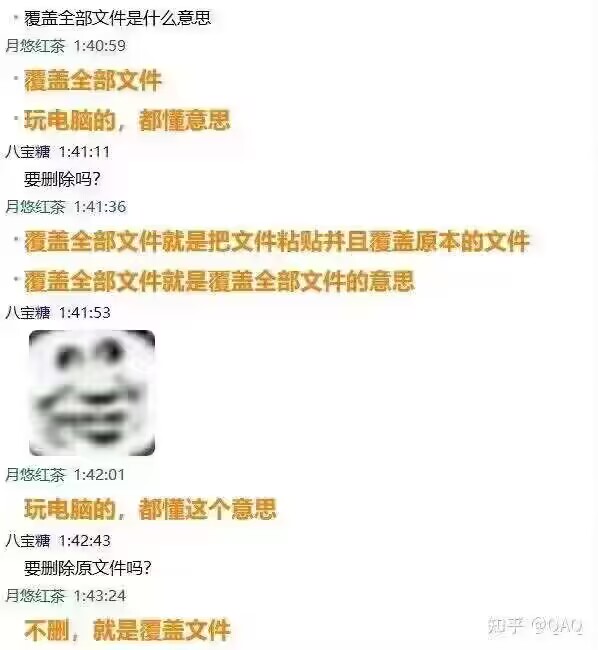 覆盖全部文件是什么意思
月悠红茶 1:40:59
覆盖全部文件
玩电脑的，都懂意思
八宝糖 1:41:11
要删除吗？
月悠红茶 1:41:36
覆盖全部文件就是把文件粘贴并且覆盖原本的文件
覆盖全部文件就是覆盖全部文件的意思
八宝糖 1:41:53
月悠红茶 1:42:01
玩电脑的，都懂这个意思
八宝糖 1:42:43
要删除原文件吗？
月悠红茶 1:43:24
不删，就是覆盖文件
知乎 @QAQ